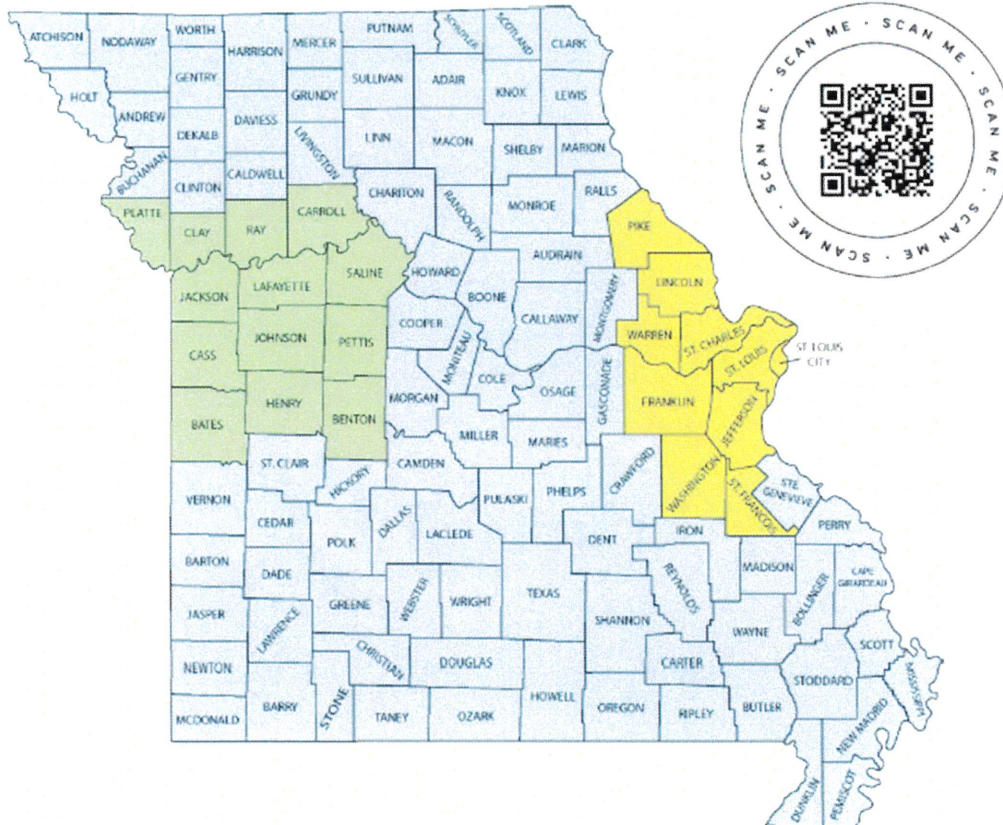 ATCHISON
NODAWAY
WORTH
HARRISON
MERCER
PUTNAM
SCHUYLER
SCOTLAND
CLARK
HOLT
GENTRY
GRUNDY
SULLIVAN
ADAIR
KNOX
LEWIS
ANDREW
DEKALB
DAVIESS
LIVINGSTON
LINN
MACON
SHELBY
MARION
BUCHANAN
CLINTON
CALDWELL
CHARITON
RANDOLPH
MONROE
RALLS
PLATTE
CLAY
RAY
CARROLL
PIKE
AUDRAIN
JACKSON
LAFAYETTE
SALINE
HOWARD
BOONE
CALLAWAY
MONTGOMERY
LINCOLN
WARREN
ST. CHARLES
ST. LOUIS
ST. LOUIS
CITY
CASS
JOHNSON
PETTIS
COOPER
MONITEAU
COLE
OSAGE
GASCONADE
FRANKLIN
JEFFERSON
BATES
HENRY
BENTON
MORGAN
MILLER
MARIES
ST. CLAIR
HICKORY
CAMDEN
PULASKI
PHELPS
CRAWFORD
WASHINGTON
ST. FRANCOIS
STE.
GENEVIEVE
VERNON
CEDAR
POLK
DALLAS
LACLEDE
DENT
IRON
PERRY
BARTON
DADE
GREENE
WEBSTER
WRIGHT
TEXAS
REYNOLDS
MADISON
BOLLINGER
CAPE
GIRARDEAU
JASPER
LAWRENCE
CHRISTIAN
DOUGLAS
SHANNON
WAYNE
SCOTT
NEWTON
CARTER
STODDARD
MISSISSIPPI
MCDONALD
BARRY
STONE
TANEY
OZARK
HOWELL
OREGON
RIPLEY
BUTLER
NEW MADRID
DUNKLIN
PEMISCOT
SCAN ME · SCAN ME · SCAN ME · SCAN ME · SCAN ME · SCAN ME · SCAN ME ·